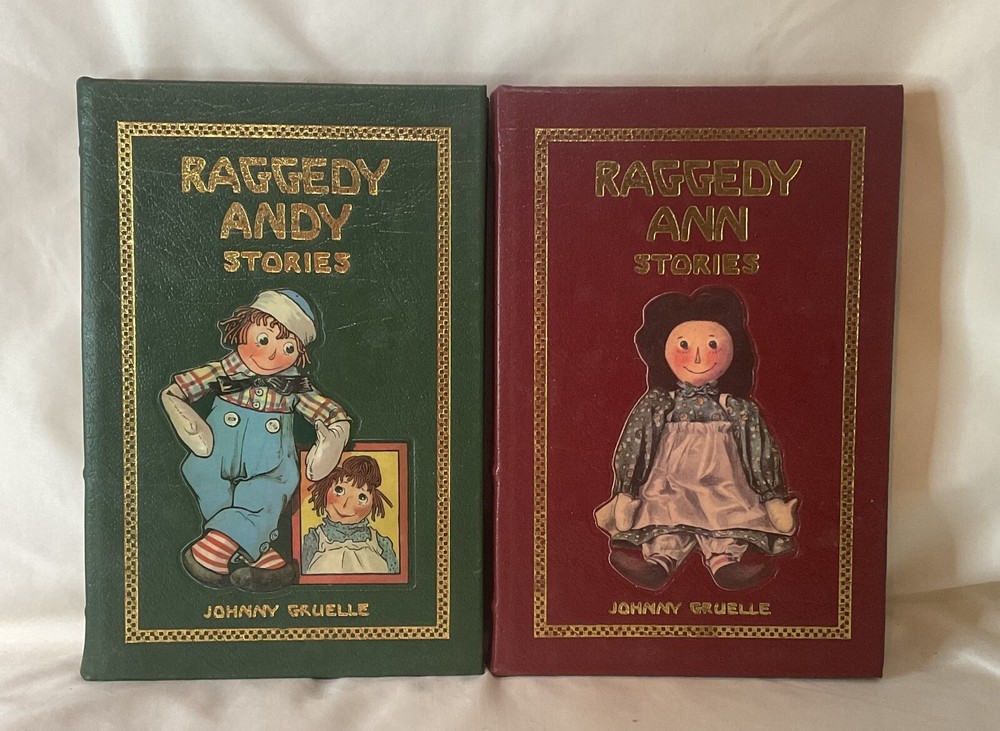 RAGGEDY
ANDY
STORIES
JOHNNY GRUELLE
RAGGEDY
ANN
STORIES
JOHNNY GRUELLE